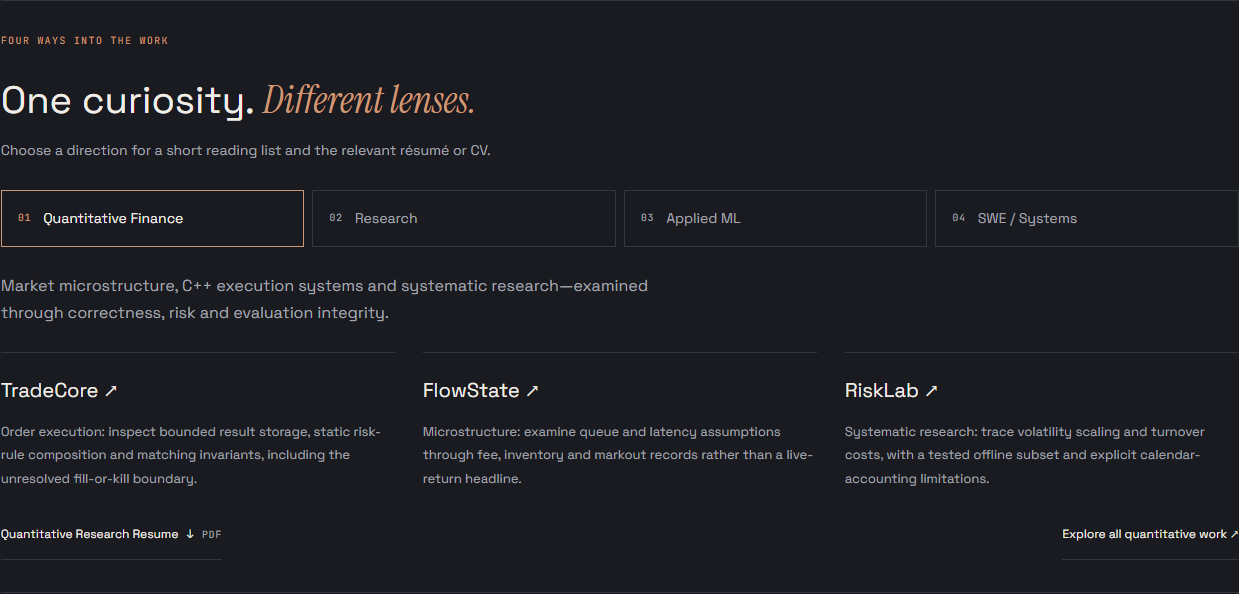 FOUR WAYS INTO THE WORK
One curiosity. Different lenses.
Choose a direction for a short reading list and the relevant résumé or CV.
01 Quantitative Finance
02 Research
03 Applied ML
04 SWE / Systems
Market microstructure, C++ execution systems and systematic research—examined
through correctness, risk and evaluation integrity.
TradeCore ↗
Order execution: inspect bounded result storage, static risk-
rule composition and matching invariants, including the
unresolved fill-or-kill boundary.
FlowState ↗
Microstructure: examine queue and latency assumptions
through fee, inventory and markout records rather than a live-
return headline.
RiskLab ↗
Systematic research: trace volatility scaling and turnover
costs, with a tested offline subset and explicit calendar-
accounting limitations.
Quantitative Research Resume ↓ PDF
Explore all quantitative work ↗